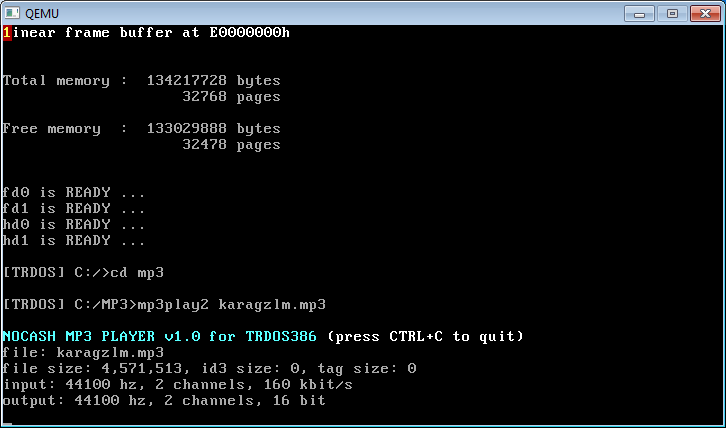 QEMU
linear frame buffer at E0000000h
Total memory :  134217728 bytes
32768 pages
Free memory  :  133029888 bytes
32478 pages
fd0 is READY ...
fd1 is READY ...
hd0 is READY ...
hd1 is READY ...
[TRDOS] C:/>cd mp3
[TRDOS] C:/MP3>mp3play2 karagzlm.mp3
NOCASH MP3 PLAYER v1.0 for TRDOS386 (press CTRL+C to quit)
file: karagzlm.mp3
file size: 4,571,513, id3 size: 0, tag size: 0
input: 44100 hz, 2 channels, 160 kbit/s
output: 44100 hz, 2 channels, 16 bit